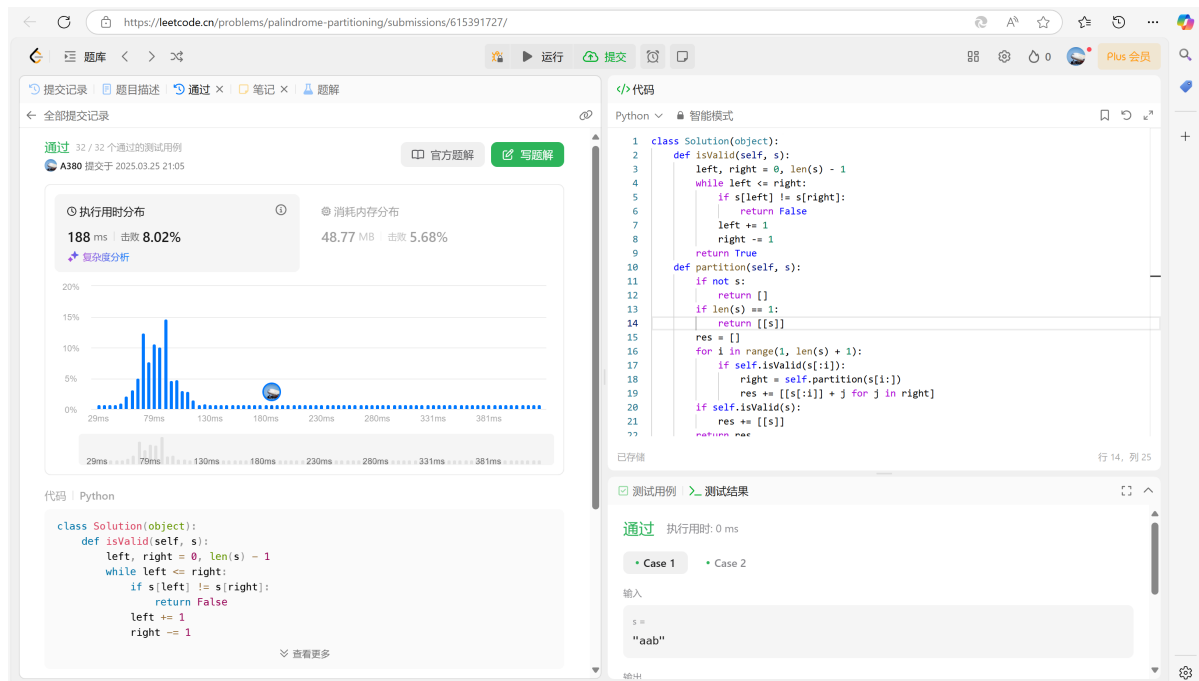 https://leetcode.cn/problems/palindrome-partitioning/submissions/615391727/
题库
运行
提交
0
Plus 会员
提交记录
题目描述
通过
笔记
题解
全部提交记录
通过 32 / 32 个通过的测试用例
A380 提交于 2025.03.25 21:05
官方题解
写题解
执行用时分布
188 ms 击败 8.02%
复杂度分析
消耗内存分布
48.77 MB 击败 5.68%
20%
15%
10%
5%
0%
29ms 79ms 130ms 180ms 230ms 280ms 331ms 381ms
29ms 79ms 130ms 180ms 230ms 280ms 331ms 381ms
代码 Python
class Solution(object):
def isValid(self, s):
left, right = 0, len(s) - 1
while left <= right:
if s[left] != s[right]:
return False
left += 1
right -= 1
查看更多
</>代码
Python 智能模式
1 class Solution(object):
2 def isValid(self, s):
3 left, right = 0, len(s) - 1
4 while left <= right:
5 if s[left] != s[right]:
6 return False
7 left += 1
8 right -= 1
9 return True
10 def partition(self, s):
11 if not s:
12 return []
13 if len(s) == 1:
14 return [[s]]
15 res = []
16 for i in range(1, len(s) + 1):
17 if self.isValid(s[:i]):
18 right = self.partition(s[i:])
19 res += [[s[:i]] + j for j in right]
20 if self.isValid(s):
21 res += [[s]]
22 return res
已存储
行 14, 列 25
测试用例
测试结果
通过 执行用时: 0 ms
Case 1
Case 2
输入
s =
"aab"
输出